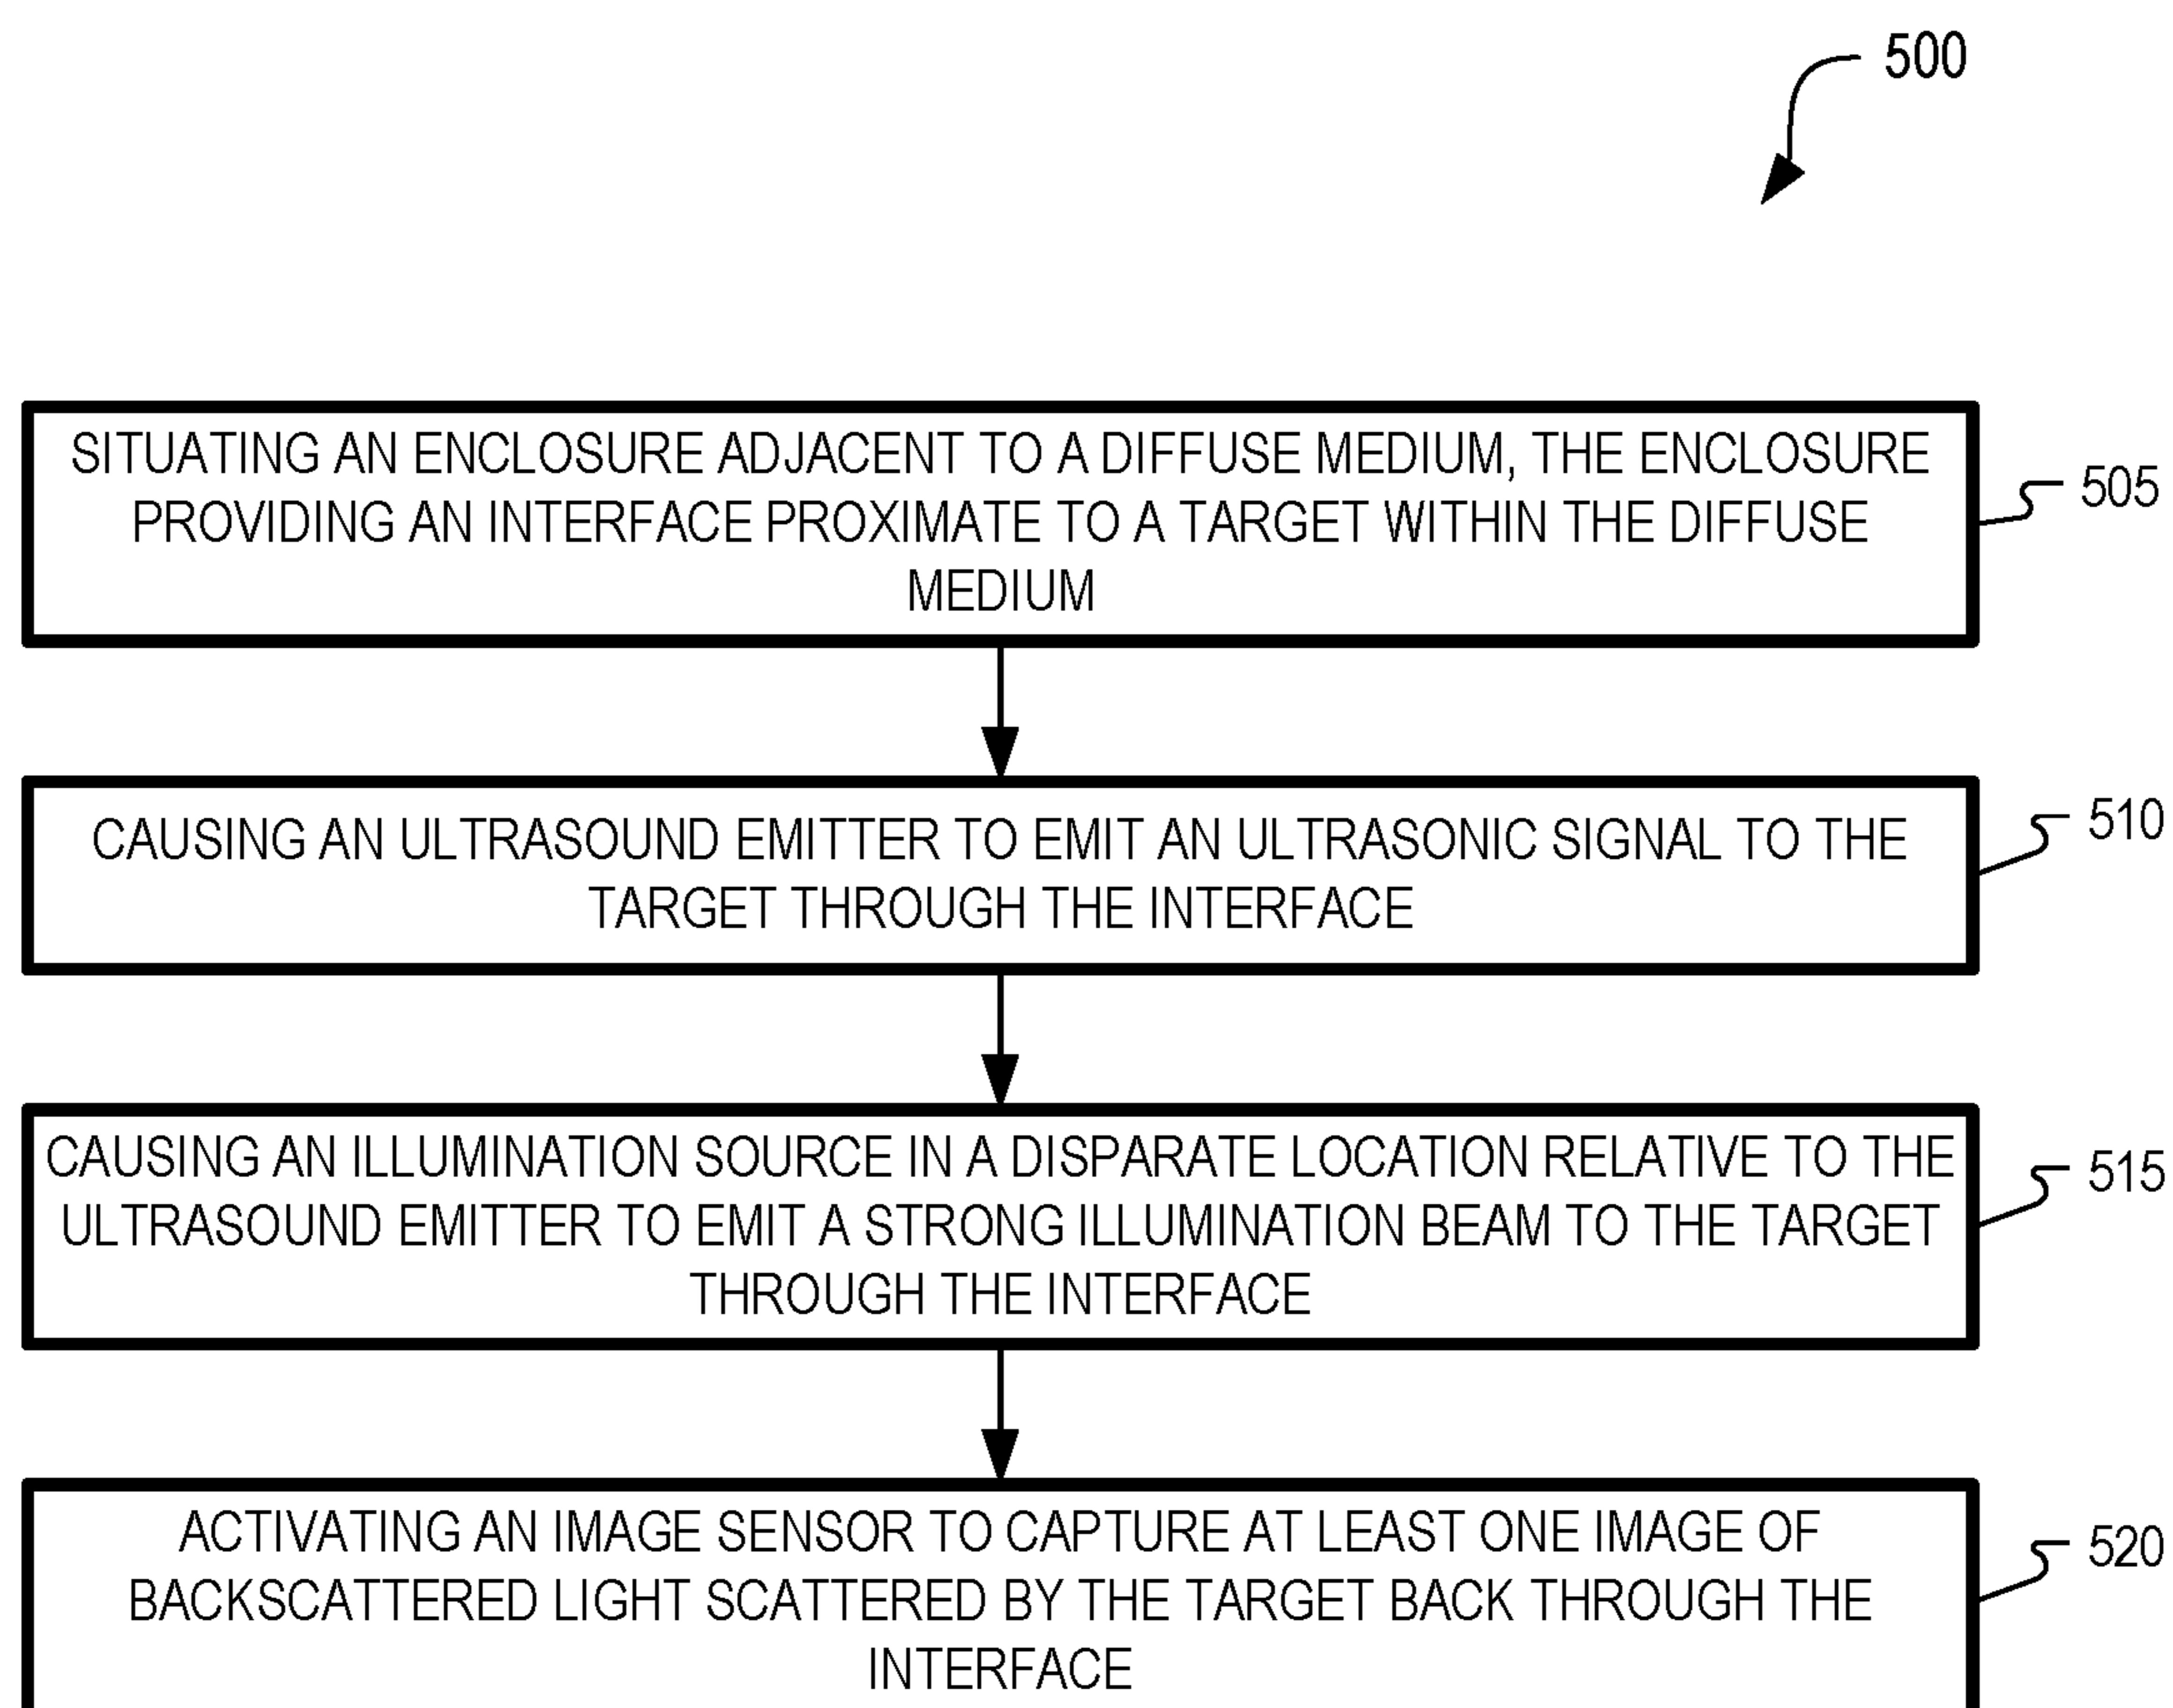 500
SITUATING AN ENCLOSURE ADJACENT TO A DIFFUSE MEDIUM, THE ENCLOSURE
PROVIDING AN INTERFACE PROXIMATE TO A TARGET WITHIN THE DIFFUSE
MEDIUM
505
CAUSING AN ULTRASOUND EMITTER TO EMIT AN ULTRASONIC SIGNAL TO THE
TARGET THROUGH THE INTERFACE
510
CAUSING AN ILLUMINATION SOURCE IN A DISPARATE LOCATION RELATIVE TO THE
ULTRASOUND EMITTER TO EMIT A STRONG ILLUMINATION BEAM TO THE TARGET
THROUGH THE INTERFACE
515
ACTIVATING AN IMAGE SENSOR TO CAPTURE AT LEAST ONE IMAGE OF
BACKSCATTERED LIGHT SCATTERED BY THE TARGET BACK THROUGH THE
INTERFACE
520